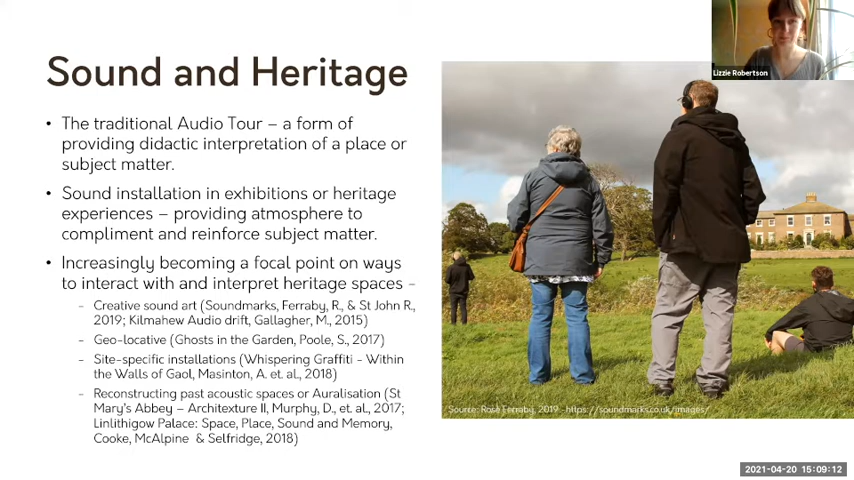 Sound and Heritage
• The traditional Audio Tour – a form of
providing didactic interpretation of a place or
subject matter.
• Sound installation in exhibitions or heritage
experiences – providing atmosphere to
compliment and reinforce subject matter.
• Increasingly becoming a focal point on ways
to interact with and interpret heritage spaces -
- Creative sound art (Soundmarks, Ferraby, R., & St John R.,
2019; Kilmahew Audio drift, Gallagher, M., 2015)
- Geo-locative (Ghosts in the Garden, Poole, S., 2017)
- Site-specific installations (Whispering Graffiti - Within
the Walls of Gaol, Masinton, A. et. al., 2018)
- Reconstructing past acoustic spaces or Auralisation (St
Mary's Abbey – Architexture II, Murphy, D., et. al., 2017;
Linlithigow Palace: Space, Place, Sound and Memory,
Cooke, McAlpine & Selfridge, 2018)
Source: Rose Ferraby, 2019 - https://soundmarks.co.uk/images/
Lizzie Robertson
2021-04-20 15:09:12